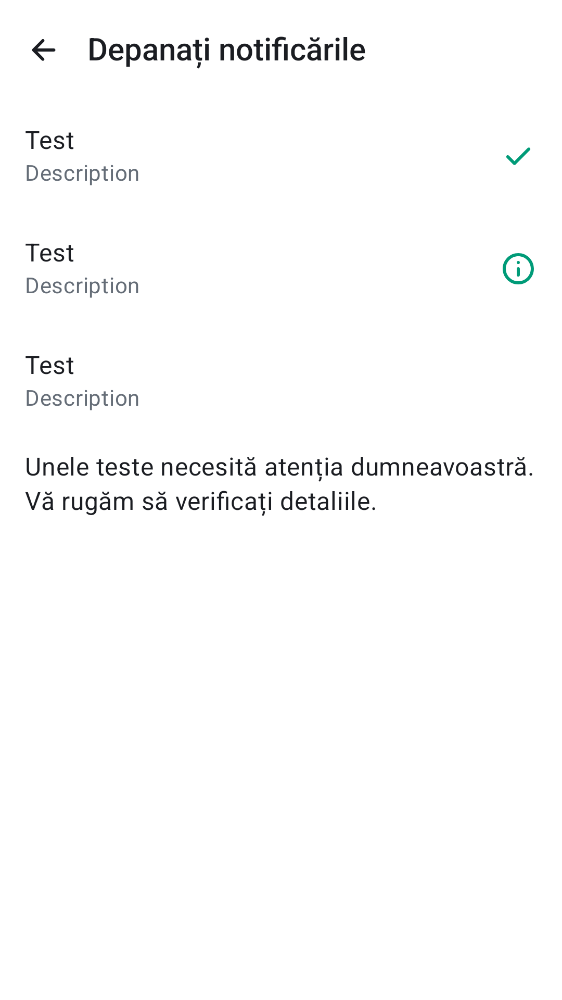 Depanați notificările
Test
Description
Test
Description
Test
Description
Unele teste necesită atenția dumneavoastră.
Vă rugăm să verificați detaliile.